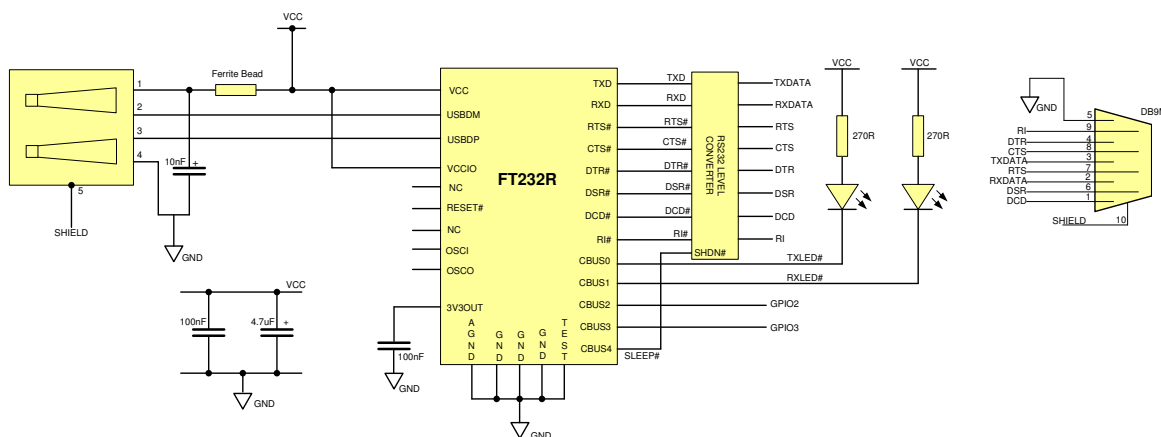 VCC
Ferrite Bead
1
2
3
4
5
SHIELD
10nF +
GND
VCC
100nF
4.7uF +
GND
FT232R
VCC
USBDM
USBDP
VCCIO
NC
RESET#
NC
OSCI
OSCO
3V3OUT
100nF
GND
AGND
GND
GND
GND
TEST
GND
TXD
RXD
RTS#
CTS#
DTR#
DSR#
DCD#
RI#
CBUS0
CBUS1
CBUS2
CBUS3
CBUS4
TXD
RXD
RTS#
CTS#
DTR#
DSR#
DCD#
RI#
RS232 LEVEL
CONVERTER
SHDN#
TXDATA
RXDATA
RTS
CTS
DTR
DSR
DCD
RI
TXLED#
RXLED#
GPIO2
GPIO3
SLEEP#
VCC
270R
VCC
270R
GND
5
RI 9
DTR 4
CTS 8
TXDATA 3
RTS 7
RXDATA 2
DSR 6
DCD 1
SHIELD 10